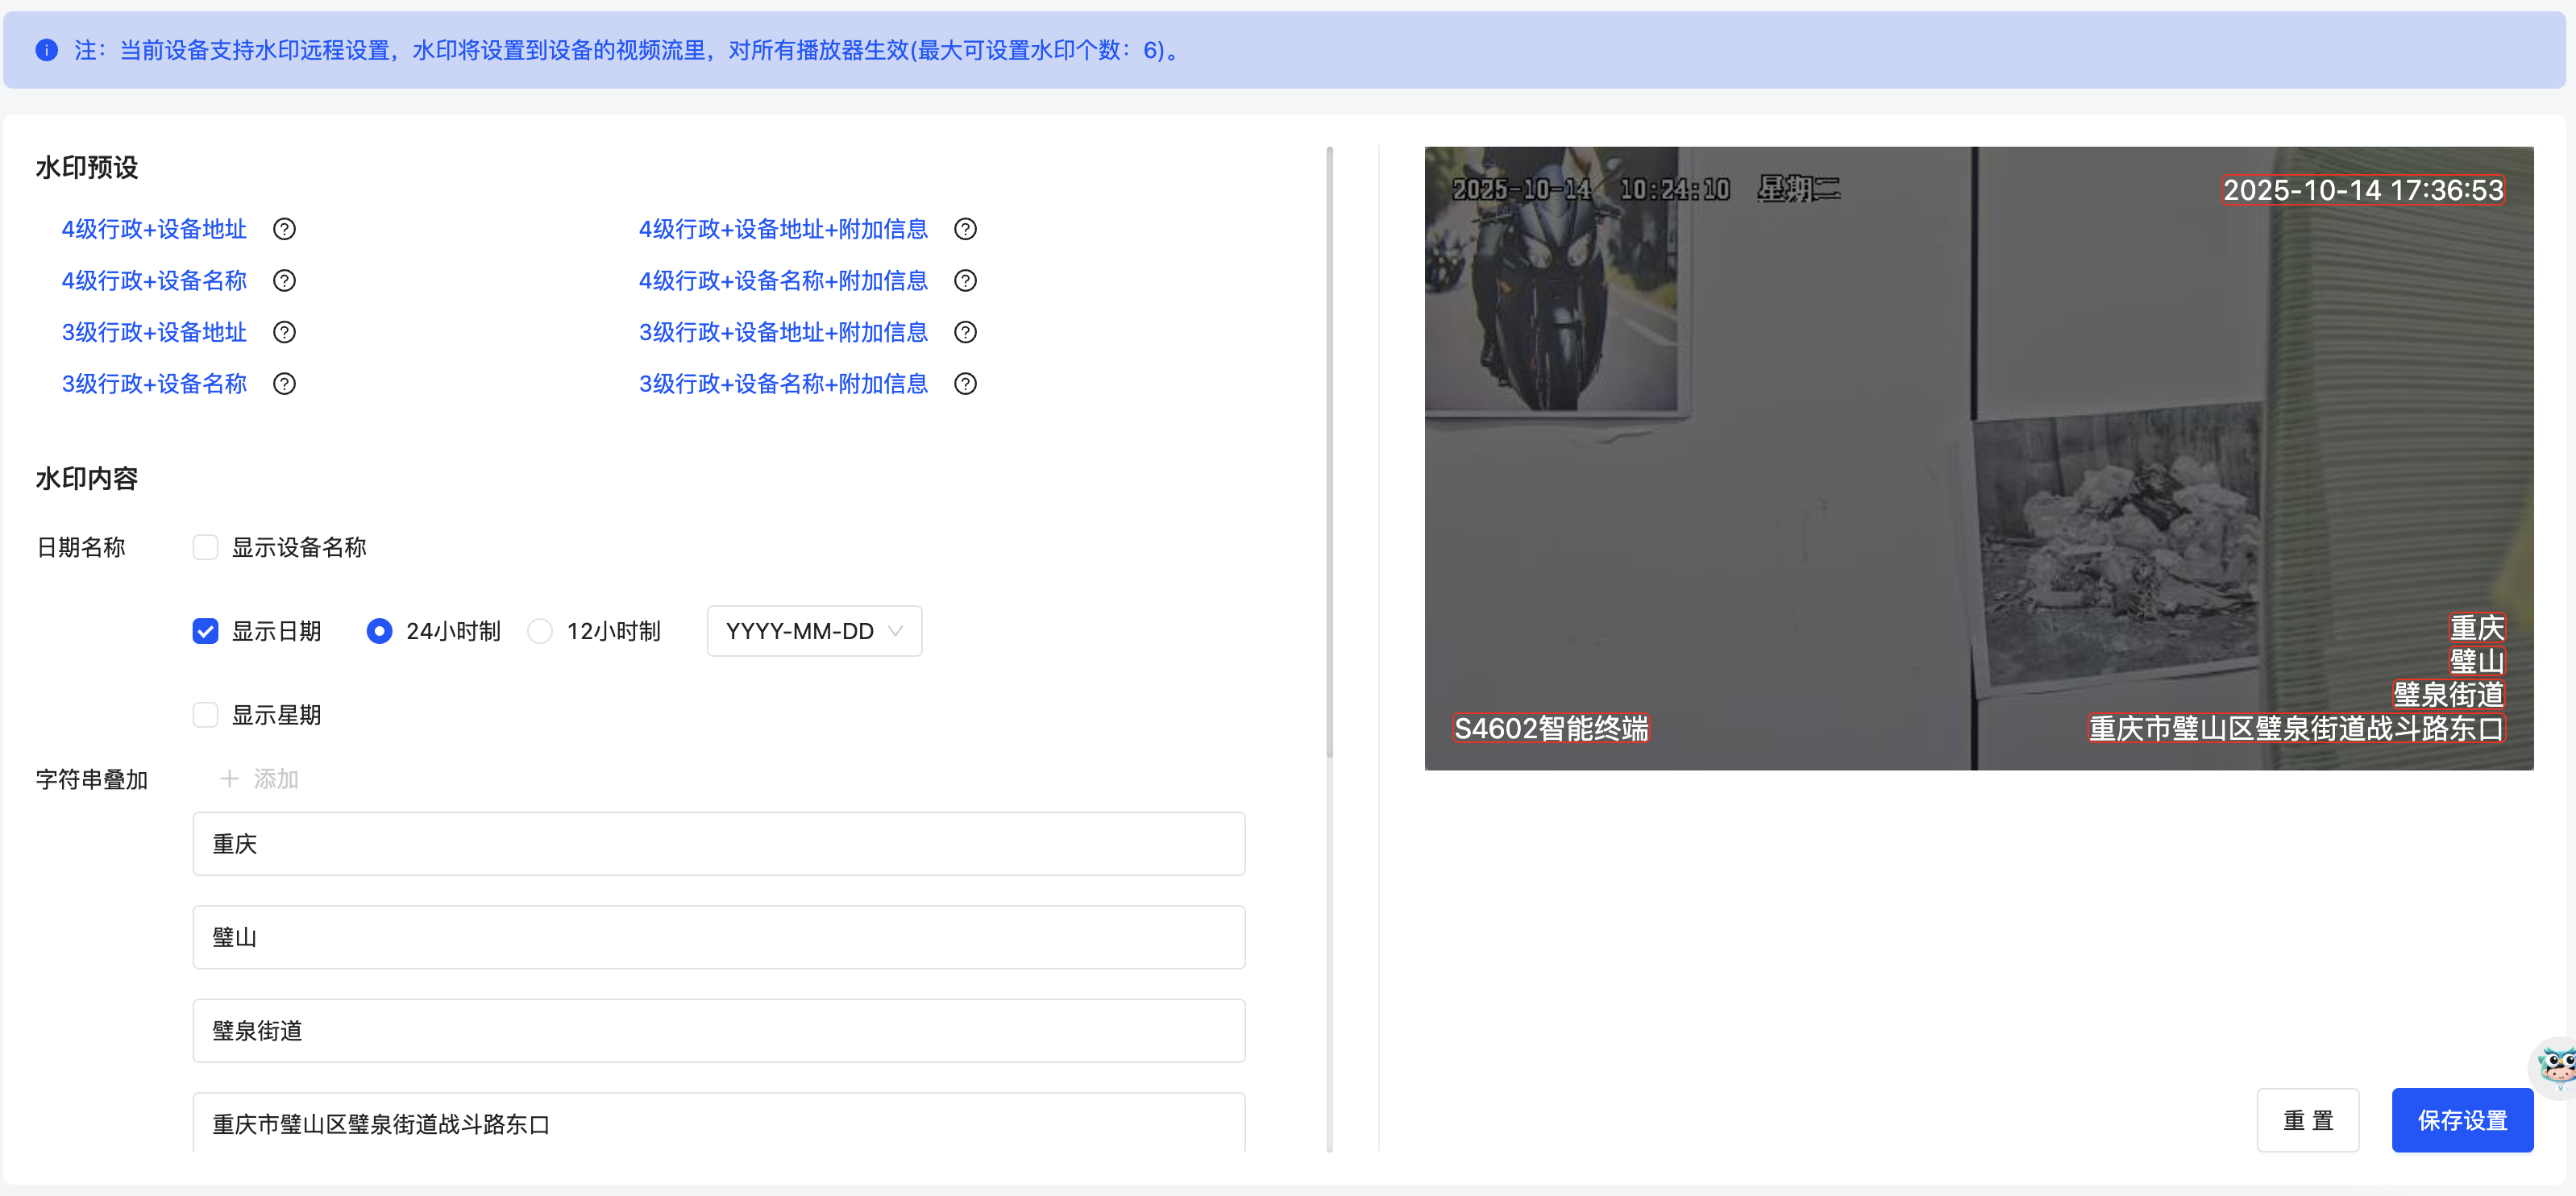 注：当前设备支持水印远程设置，水印将设置到设备的视频流里，对所有播放器生效(最大可设置水印个数：6)。
水印预设
4级行政+设备地址
4级行政+设备地址+附加信息
4级行政+设备名称
4级行政+设备名称+附加信息
3级行政+设备地址
3级行政+设备地址+附加信息
3级行政+设备名称
3级行政+设备名称+附加信息
水印内容
日期名称
显示设备名称
显示日期
24小时制
12小时制
YYYY-MM-DD
显示星期
字符串叠加
+ 添加
重庆
璧山
璧泉街道
重庆市璧山区璧泉街道战斗路东口
2025-10-14 10:24:10 星期二
2025-10-14 17:36:53
重庆
璧山
璧泉街道
S4602智能终端
重庆市璧山区璧泉街道战斗路东口
重 置
保存设置